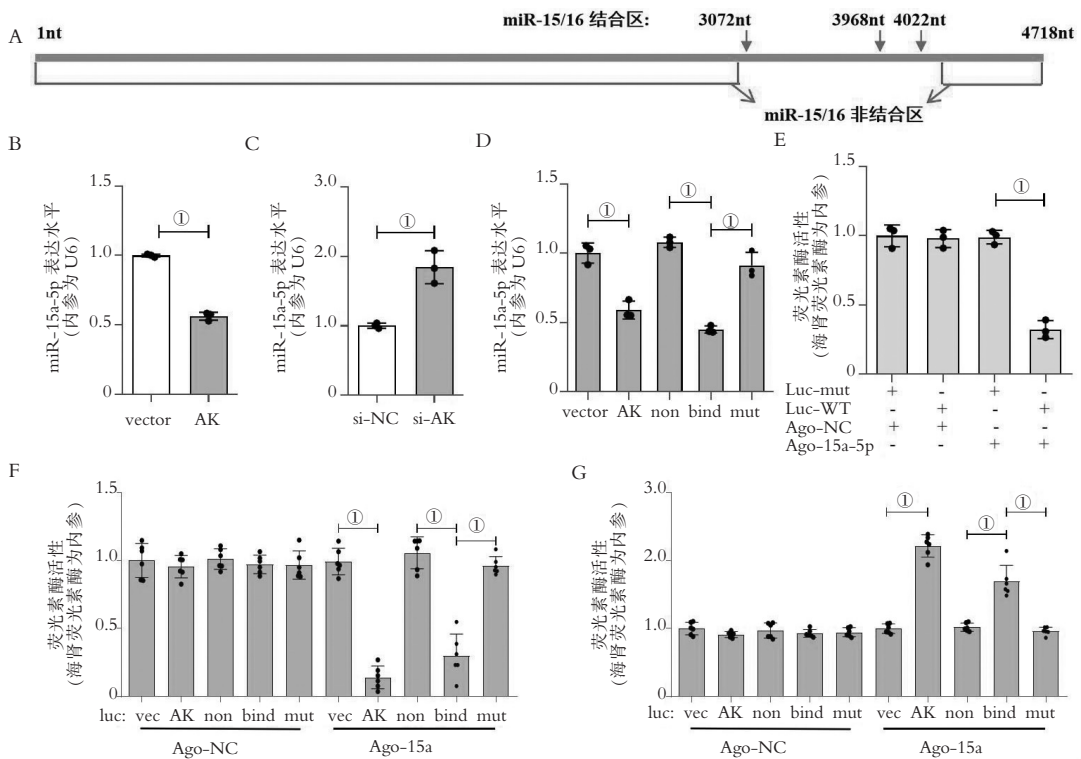 A
1nt
miR-15/16 结合区:
3072nt
3968nt
4022nt
4718nt
miR-15/16 非结合区
B
miR-15a-5p 表达水平
(内参为 U6)
1.5
1.0
0.5
0
①
vector
AK
C
miR-15a-5p 表达水平
(内参为 U6)
3.0
2.0
1.0
0
①
si-NC
si-AK
D
miR-15a-5p 表达水平
(内参为 U6)
1.5
1.0
0.5
0
①
①
①
vector
AK
non
bind
mut
E
荧光素酶活性
(海肾荧光素酶为内参)
1.5
1.0
0.5
0
①
Luc-mut + - + -
Luc-WT - + - +
Ago-NC + + - -
Ago-15a-5p - - + +
F
荧光素酶活性
(海肾荧光素酶为内参)
1.5
1.0
0.5
0
①
①
①
luc: vec AK non bind mut vec AK non bind mut
Ago-NC
Ago-15a
G
荧光素酶活性
(海肾荧光素酶为内参)
3.0
2.0
1.0
0
①
①
①
luc: vec AK non bind mut vec AK non bind mut
Ago-NC
Ago-15a